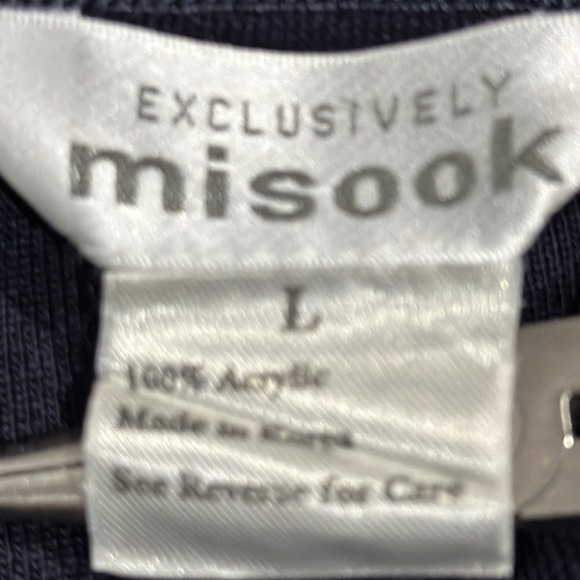 EXCLUSIVELY
misook
L
100% Acrylic
Made in Korea
See Reverse for Care